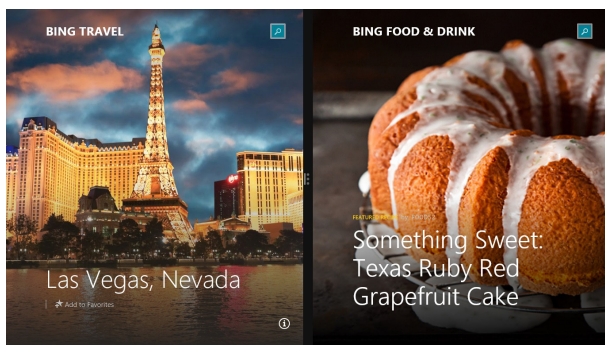 BING TRAVEL
Las Vegas, Nevada
Add to Favorites
BING FOOD & DRINK
Something Sweet:
Texas Ruby Red
Grapefruit Cake